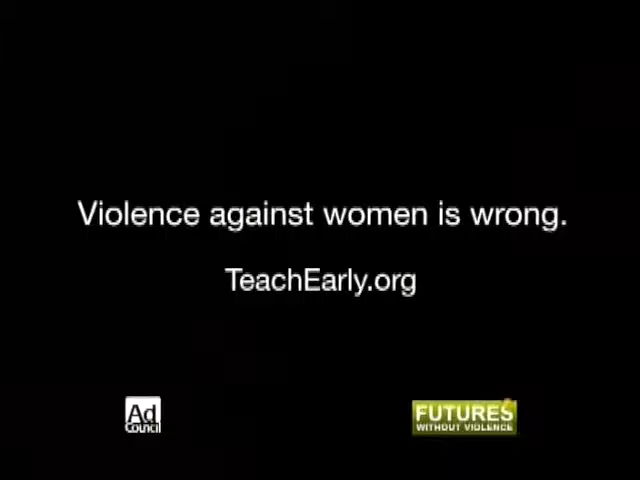 Violence against women is wrong.
TeachEarly.org
Ad
Council
FUTURES
WITHOUT VIOLENCE